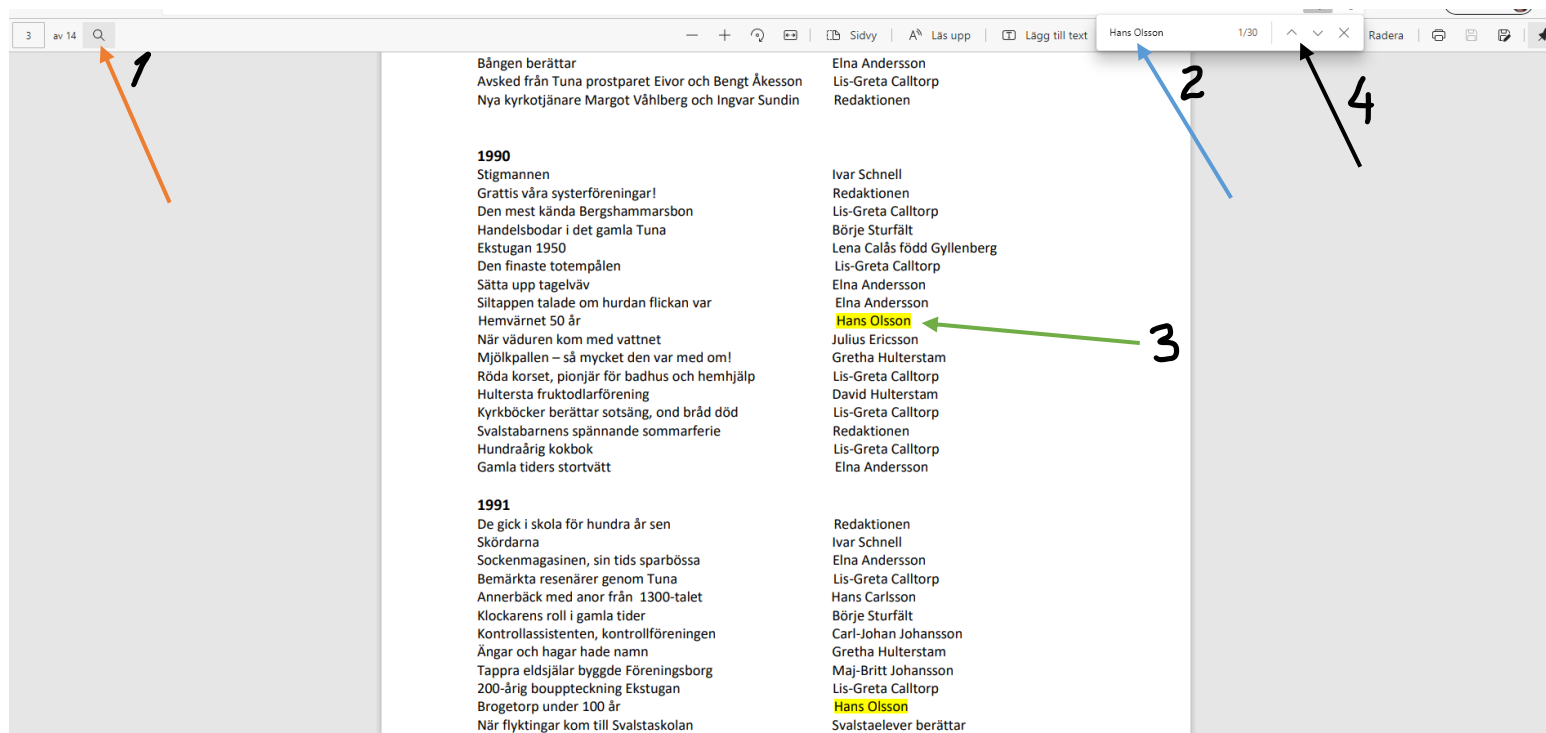 3 av 14 Sidvy Läs upp Lägg till text Hans Olsson 1/30 Radera
1
2
4
Bången berättar Elna Andersson
Avsked från Tuna prostparet Eivor och Bengt Åkesson Lis-Greta Calltorp
Nya kyrkotjänare Margot Våhlberg och Ingvar Sundin Redaktionen
1990
Stigmannen Ivar Schnell
Grattis våra systerföreningar! Redaktionen
Den mest kända Bergshammarsbon Lis-Greta Calltorp
Handelsbodar i det gamla Tuna Börje Sturfält
Ekstugan 1950 Lena Calås född Gyllenberg
Den finaste totempålen Lis-Greta Calltorp
Sätta upp tagelväv Elna Andersson
Siltappen talade om hurdan flickan var Elna Andersson
Hemvärnet 50 år Hans Olsson
3
När väduren kom med vattnet Julius Ericsson
Mjölkpallen – så mycket den var med om! Gretha Hulterstam
Röda korset, pionjär för badhus och hemhjälp Lis-Greta Calltorp
Hultersta fruktodlarförening David Hulterstam
Kyrkböcker berättar sotsäng, ond bråd död Lis-Greta Calltorp
Svalstabarnens spännande sommarferie Redaktionen
Hundraårig kokbok Lis-Greta Calltorp
Gamla tiders stortvätt Elna Andersson
1991
De gick i skola för hundra år sen Redaktionen
Skördarna Ivar Schnell
Sockenmagasinen, sin tids sparbössa Elna Andersson
Bemärkta resenärer genom Tuna Lis-Greta Calltorp
Annerbäck med anor från 1300-talet Hans Carlsson
Klockarens roll i gamla tider Börje Sturfält
Kontrollassistenten, kontrollföreningen Carl-Johan Johansson
Ängar och hagar hade namn Gretha Hulterstam
Tappra eldsjälar byggde Föreningsborg Maj-Britt Johansson
200-årig bouppteckning Ekstugan Lis-Greta Calltorp
Brogetorp under 100 år Hans Olsson
När flyktingar kom till Svalstaskolan Svalstaelever berättar